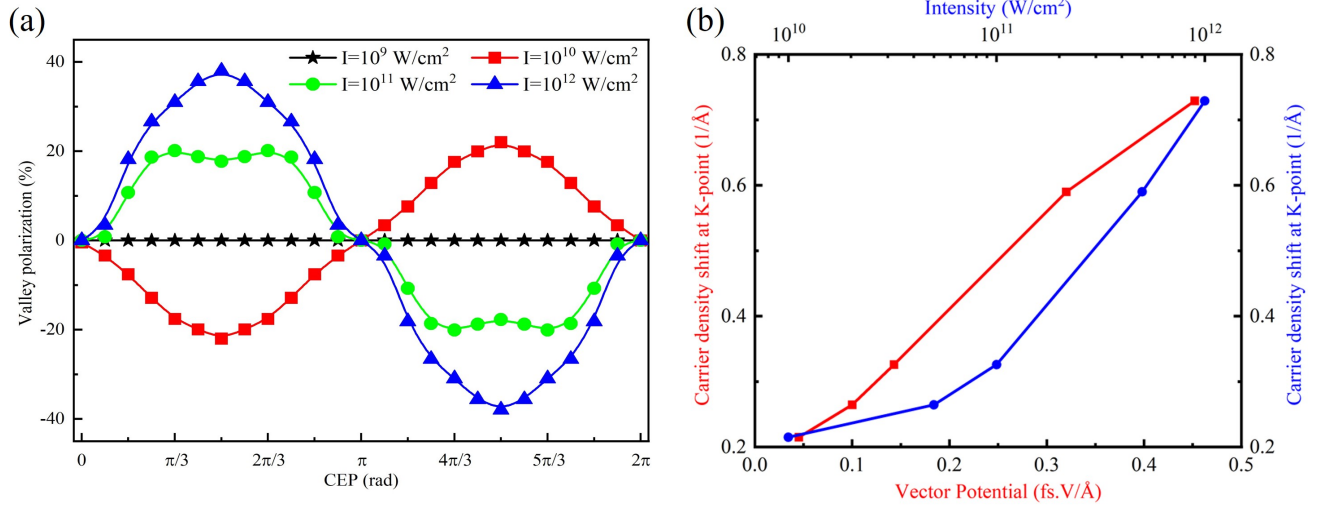 (a)
I=10⁹ W/cm² I=10¹⁰ W/cm²
I=10¹¹ W/cm² I=10¹² W/cm²
Valley polarization (%)
40
20
0
-20
-40
0 π/3 2π/3 π 4π/3 5π/3 2π
CEP (rad)
(b)
Intensity (W/cm²)
10¹⁰ 10¹¹ 10¹²
Carrier density shift at K-point (1/Å)
0.8
0.6
0.4
0.2
0.8
0.6
0.4
0.2
Carrier density shift at K-point (1/Å)
0.0 0.1 0.2 0.3 0.4 0.5
Vector Potential (fs.V/Å)